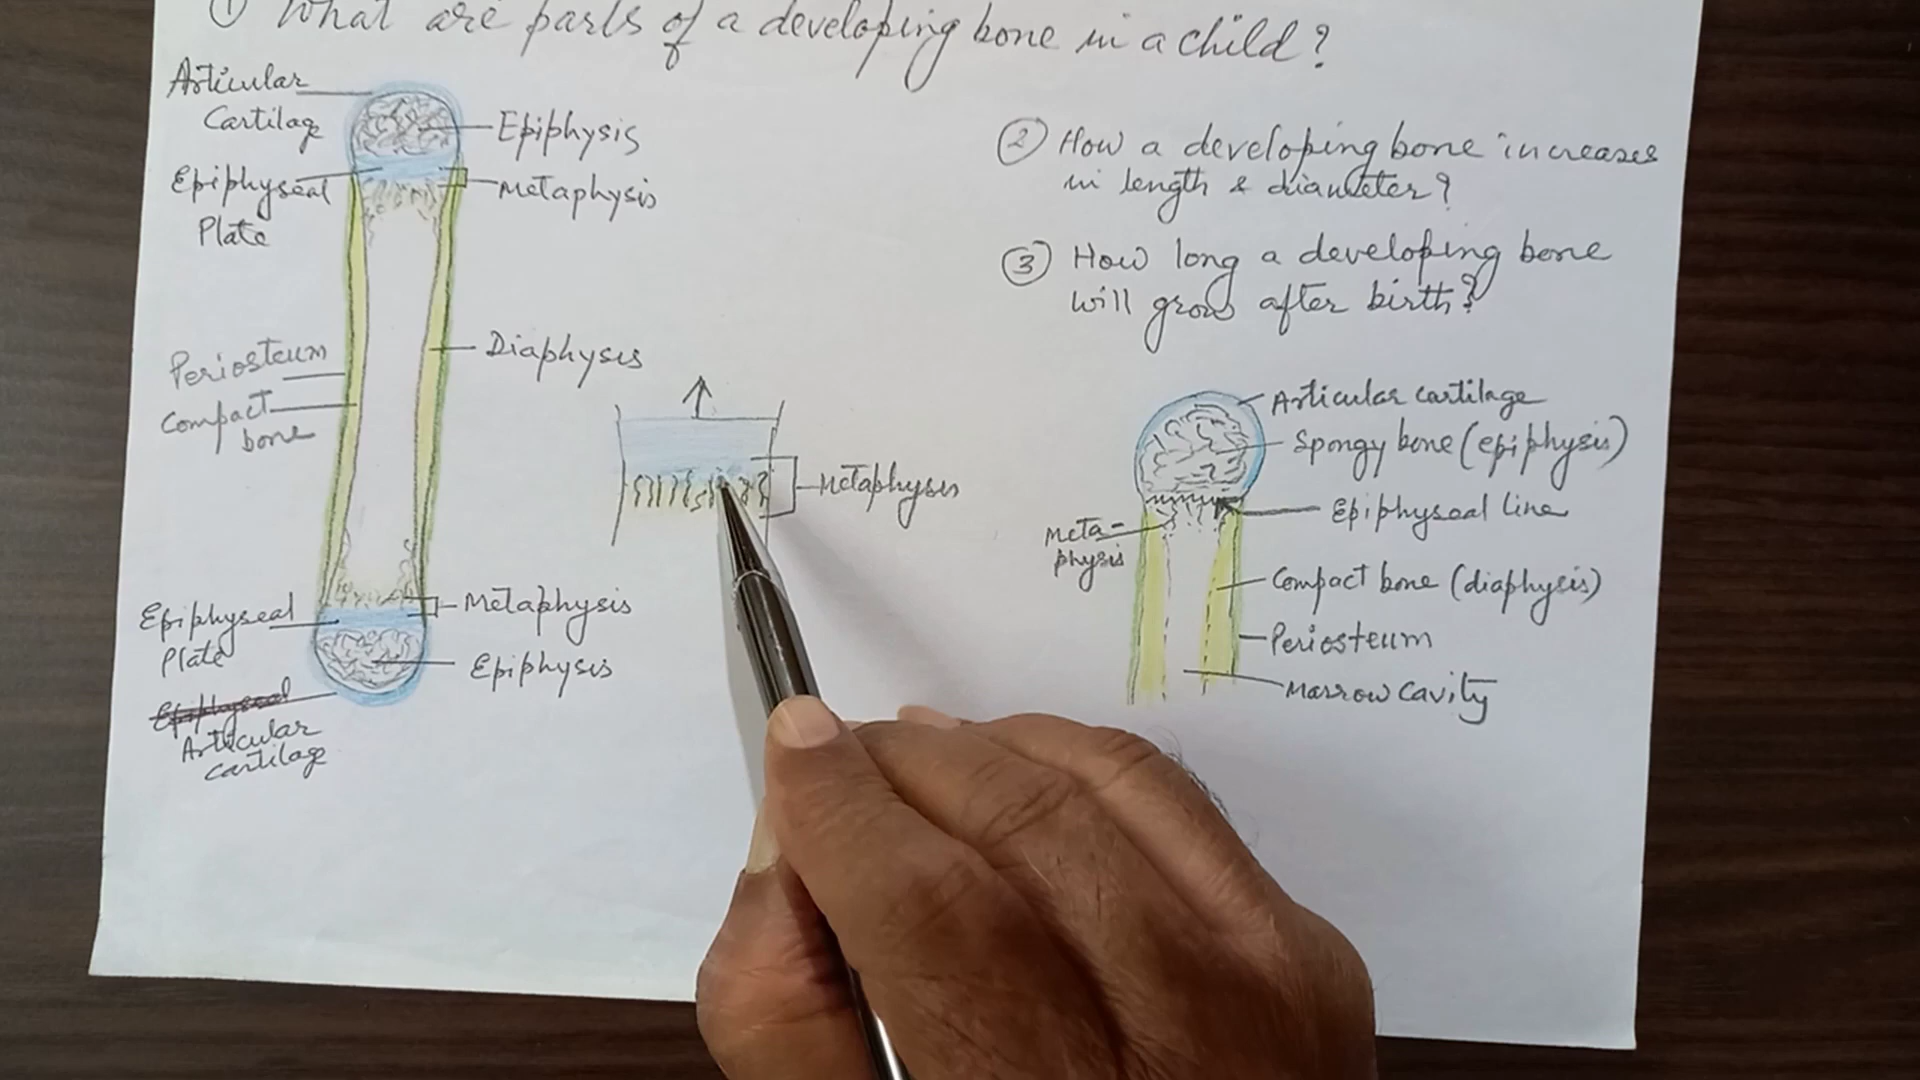 ① What are parts of a developing bone in a child?
Articular
Cartilage
Epiphysis
Epiphyseal
Plate
Metaphysis
Periosteum
Compact
bone
Diaphysis
Epiphyseal
Plate
Metaphysis
Epiphysis
Epiphyseal
Articular
cartilage
Metaphysis
② How a developing bone increases
in length & diameter?
③ How long a developing bone
will grow after birth?
Articular cartilage
Spongy bone (epiphysis)
Epiphyseal line
Meta-
physis
Compact bone (diaphysis)
Periosteum
Marrow cavity